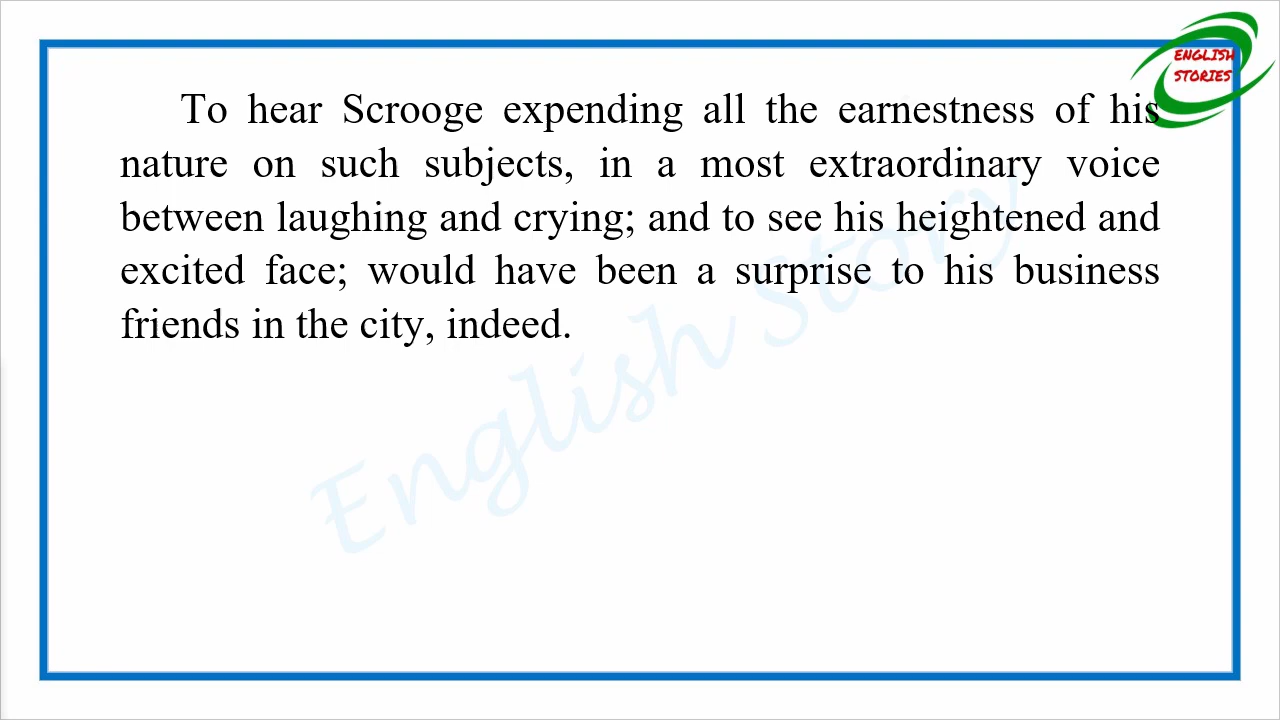 ENGLISH
STORIES
To hear Scrooge expending all the earnestness of his
nature on such subjects, in a most extraordinary voice
between laughing and crying; and to see his heightened and
excited face; would have been a surprise to his business
friends in the city, indeed.
English Story